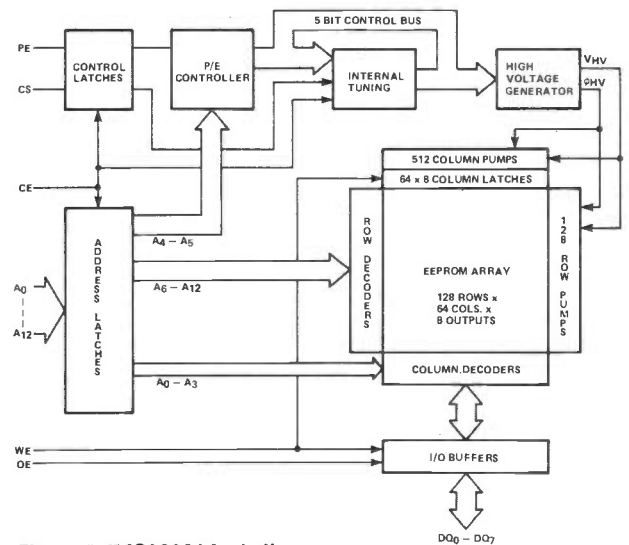 5 BIT CONTROL BUS
PE
CS
CE
CONTROL LATCHES
P/E CONTROLLER
INTERNAL TUNING
HIGH VOLTAGE GENERATOR
VHV
φHV
512 COLUMN PUMPS
64 x 8 COLUMN LATCHES
ROW DECODERS
EEPROM ARRAY
128 ROWS x
64 COLS. x
8 OUTPUTS
128 ROW PUMPS
COLUMN DECODERS
ADDRESS LATCHES
A0
A12
A4 – A5
A6 – A12
A0 – A3
WE
OE
I/O BUFFERS
DQ0 – DQ7